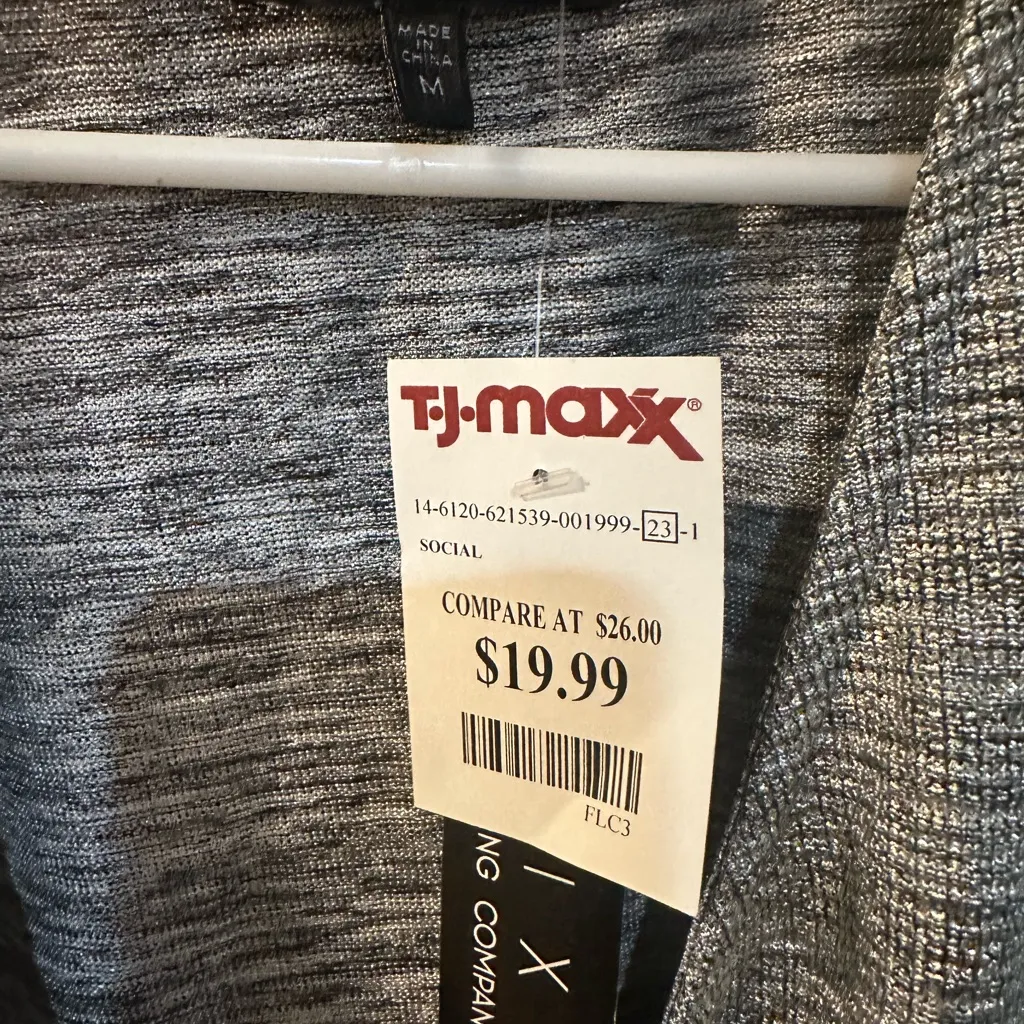 MADE
IN
CHINA
M
T·J·maxx®
14-6120-621539-001999-23-1
SOCIAL
COMPARE AT $26.00
$19.99
FLC3
I X
NG COMPAN